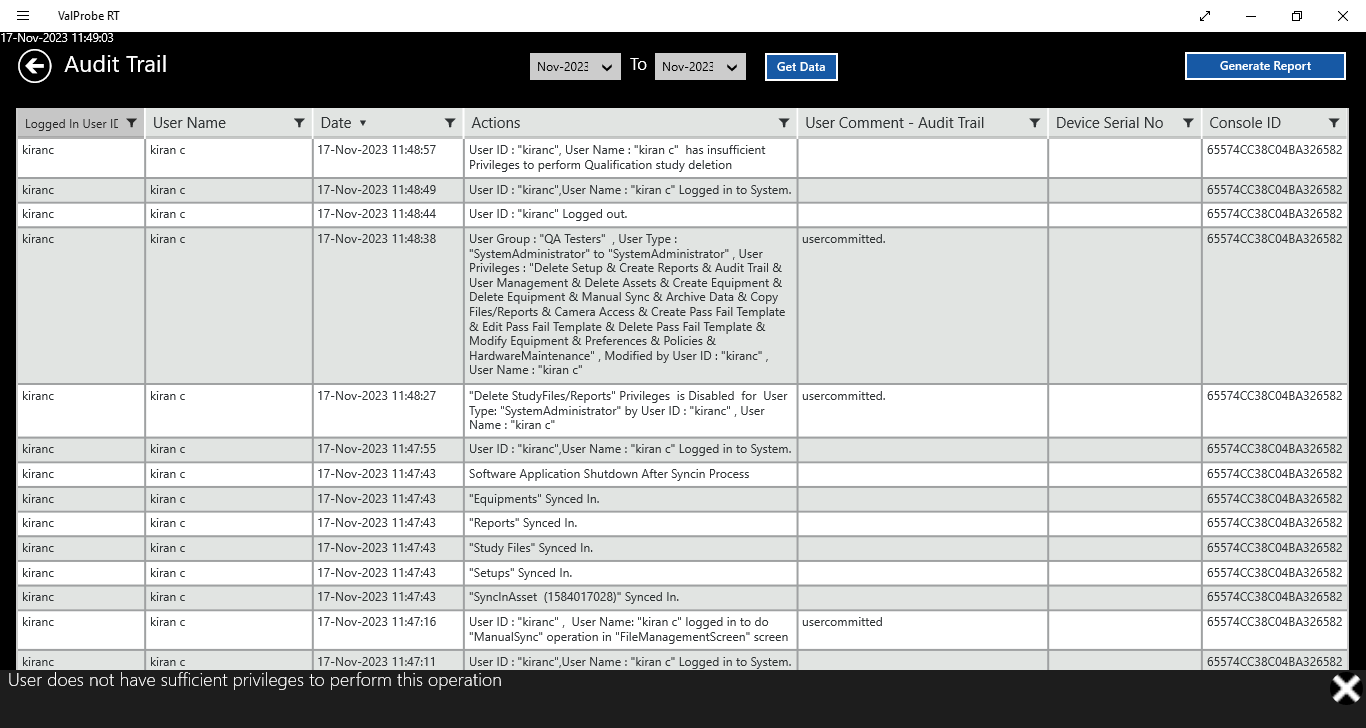 ValProbe RT
17-Nov-2023 11:49:03
Audit Trail
Nov-2023 To Nov-2023 Get Data Generate Report
Logged In User ID User Name Date Actions User Comment - Audit Trail Device Serial No Console ID
kiranc kiran c 17-Nov-2023 11:48:57 User ID : "kiranc", User Name : "kiran c"  has insufficient 65574CC38C04BA326582
Privileges to perform Qualification study deletion
kiranc kiran c 17-Nov-2023 11:48:49 User ID : "kiranc",User Name : "kiran c" Logged in to System. 65574CC38C04BA326582
kiranc kiran c 17-Nov-2023 11:48:44 User ID : "kiranc" Logged out. 65574CC38C04BA326582
kiranc kiran c 17-Nov-2023 11:48:38 User Group : "QA Testers"  , User Type : usercommitted. 65574CC38C04BA326582
"SystemAdministrator" to "SystemAdministrator" , User
Privileges : "Delete Setup & Create Reports & Audit Trail &
User Management & Delete Assets & Create Equipment &
Delete Equipment & Manual Sync & Archive Data & Copy
Files/Reports & Camera Access & Create Pass Fail Template
& Edit Pass Fail Template & Delete Pass Fail Template &
Modify Equipment & Preferences & Policies &
HardwareMaintenance" , Modified by User ID : "kiranc" ,
User Name : "kiran c"
kiranc kiran c 17-Nov-2023 11:48:27 "Delete StudyFiles/Reports" Privileges  is Disabled  for  User usercommitted. 65574CC38C04BA326582
Type: "SystemAdministrator" by User ID : "kiranc" , User
Name : "kiran c"
kiranc kiran c 17-Nov-2023 11:47:55 User ID : "kiranc",User Name : "kiran c" Logged in to System. 65574CC38C04BA326582
kiranc kiran c 17-Nov-2023 11:47:43 Software Application Shutdown After Syncin Process 65574CC38C04BA326582
kiranc kiran c 17-Nov-2023 11:47:43 "Equipments" Synced In. 65574CC38C04BA326582
kiranc kiran c 17-Nov-2023 11:47:43 "Reports" Synced In. 65574CC38C04BA326582
kiranc kiran c 17-Nov-2023 11:47:43 "Study Files" Synced In. 65574CC38C04BA326582
kiranc kiran c 17-Nov-2023 11:47:43 "Setups" Synced In. 65574CC38C04BA326582
kiranc kiran c 17-Nov-2023 11:47:43 "SyncInAsset  (1584017028)" Synced In. 65574CC38C04BA326582
kiranc kiran c 17-Nov-2023 11:47:16 User ID : "kiranc" ,  User Name: "kiran c" logged in to do usercommitted 65574CC38C04BA326582
"ManualSync" operation in "FileManagementScreen" screen
kiranc kiran c 17-Nov-2023 11:47:11 User ID : "kiranc",User Name : "kiran c" Logged in to System. 65574CC38C04BA326582
User does not have sufficient privileges to perform this operation